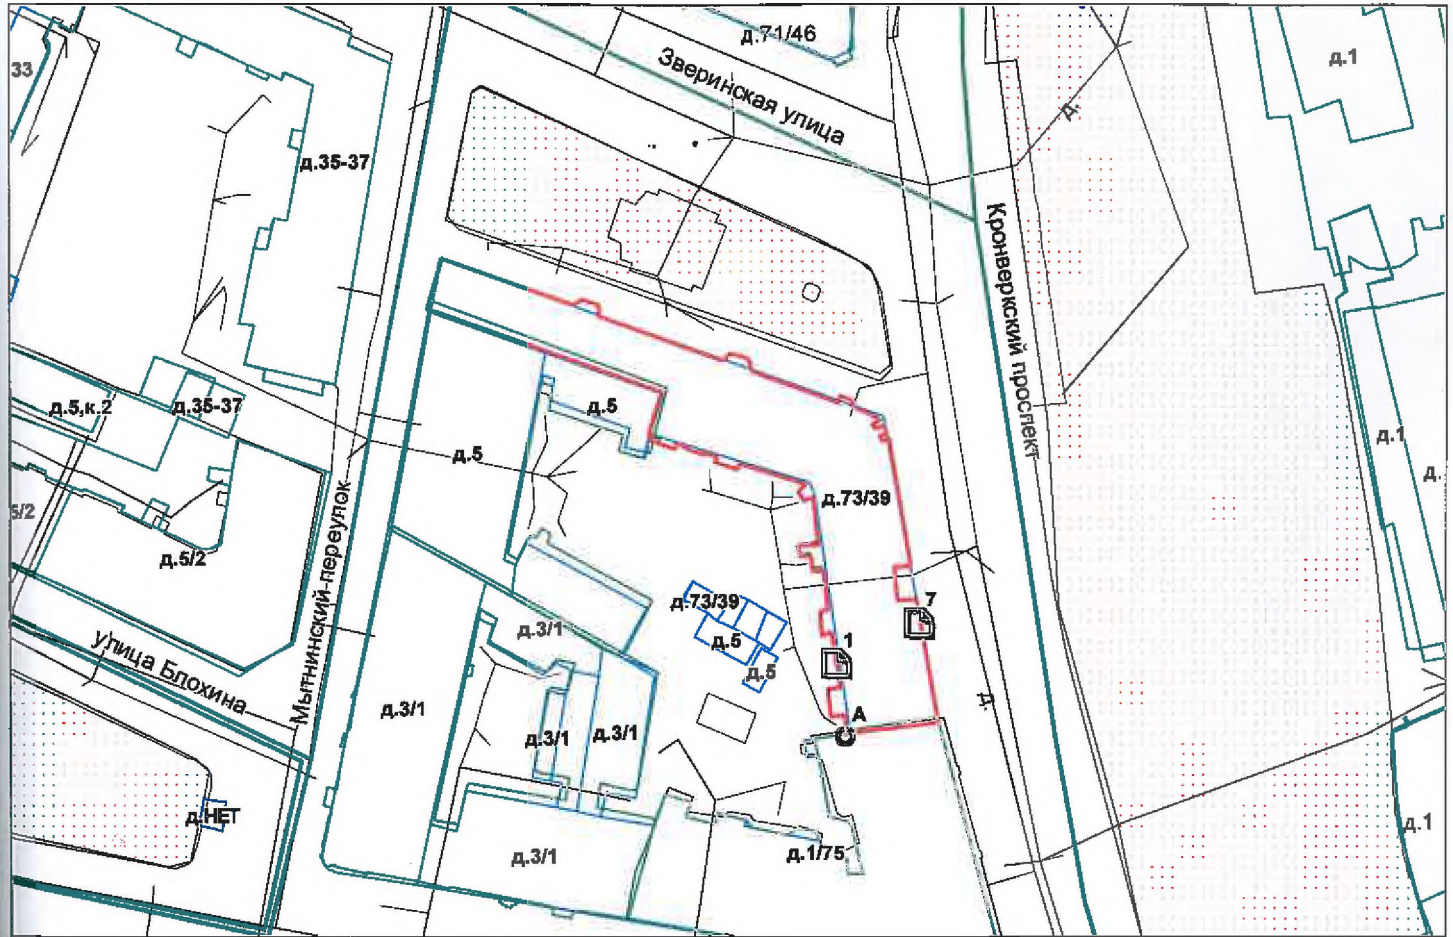 д.71/46
Зверинская улица
д.1
33
д.
д.35-37
Кронверкский проспект
д.5,к.2
д.35-37
д.5
д.1
д.5
д.
д.73/39
5/2
д.5/2
Мытнинский переулок
д.73/39
7
д.3/1
д.5
1
д.5
улица Блохина
д.
д.3/1
А
д.3/1
д.3/1
д.НЕТ
д.1
д.3/1
д.1/75